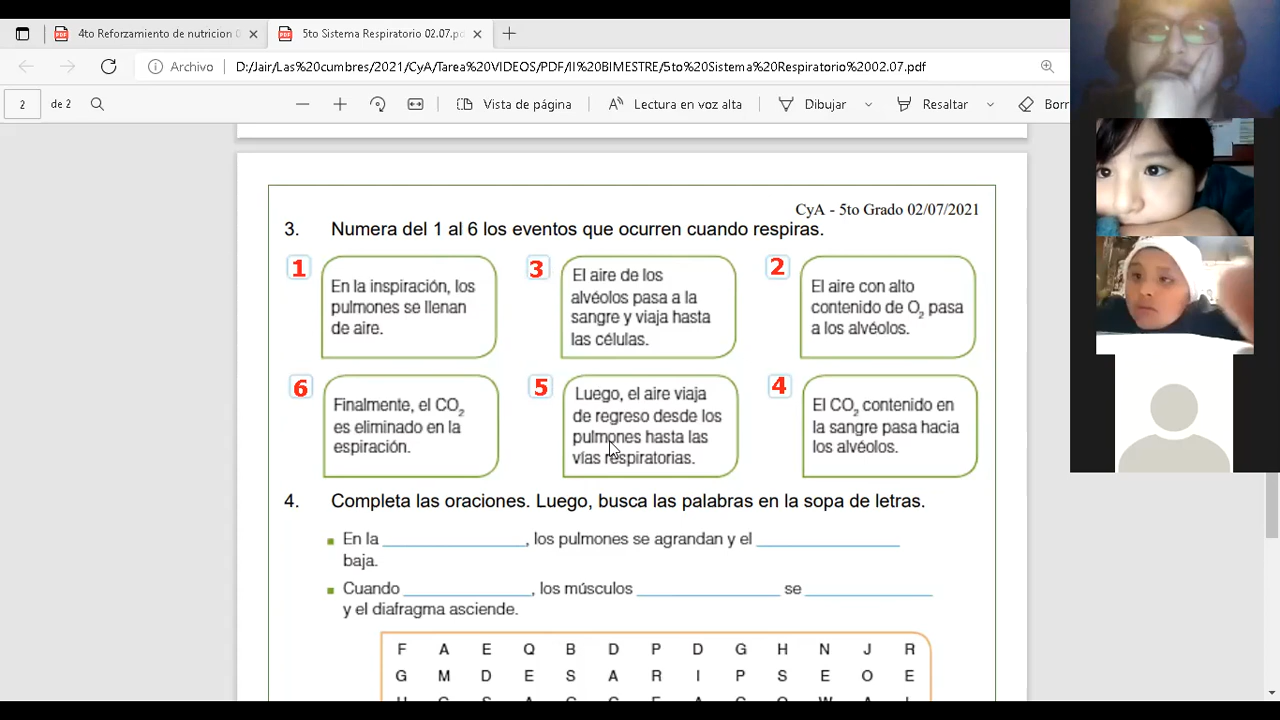 4to Reforzamiento de nutricion
5to Sistema Respiratorio 02.07.pd
Archivo
D:/Jair/Las%20cumbres/2021/CyA/Tarea%20VIDEOS/PDF/II%20BIMESTRE/5to%20Sistema%20Respiratorio%2002.07.pdf
2 de 2
Vista de página
Lectura en voz alta
Dibujar
Resaltar
Borr
CyA - 5to Grado 02/07/2021
3. Numera del 1 al 6 los eventos que ocurren cuando respiras.
1
En la inspiración, los
pulmones se llenan
de aire.
3
El aire de los
alvéolos pasa a la
sangre y viaja hasta
las células.
2
El aire con alto
contenido de O₂ pasa
a los alvéolos.
6
Finalmente, el CO₂
es eliminado en la
espiración.
5
Luego, el aire viaja
de regreso desde los
pulmones hasta las
vías respiratorias.
4
El CO₂ contenido en
la sangre pasa hacia
los alvéolos.
4. Completa las oraciones. Luego, busca las palabras en la sopa de letras.
En la ______________, los pulmones se agrandan y el ______________
baja.
Cuando ______________, los músculos ______________ se ______________
y el diafragma asciende.
F A E Q B D P D G H N J R
G M D E S A R I P S E O E